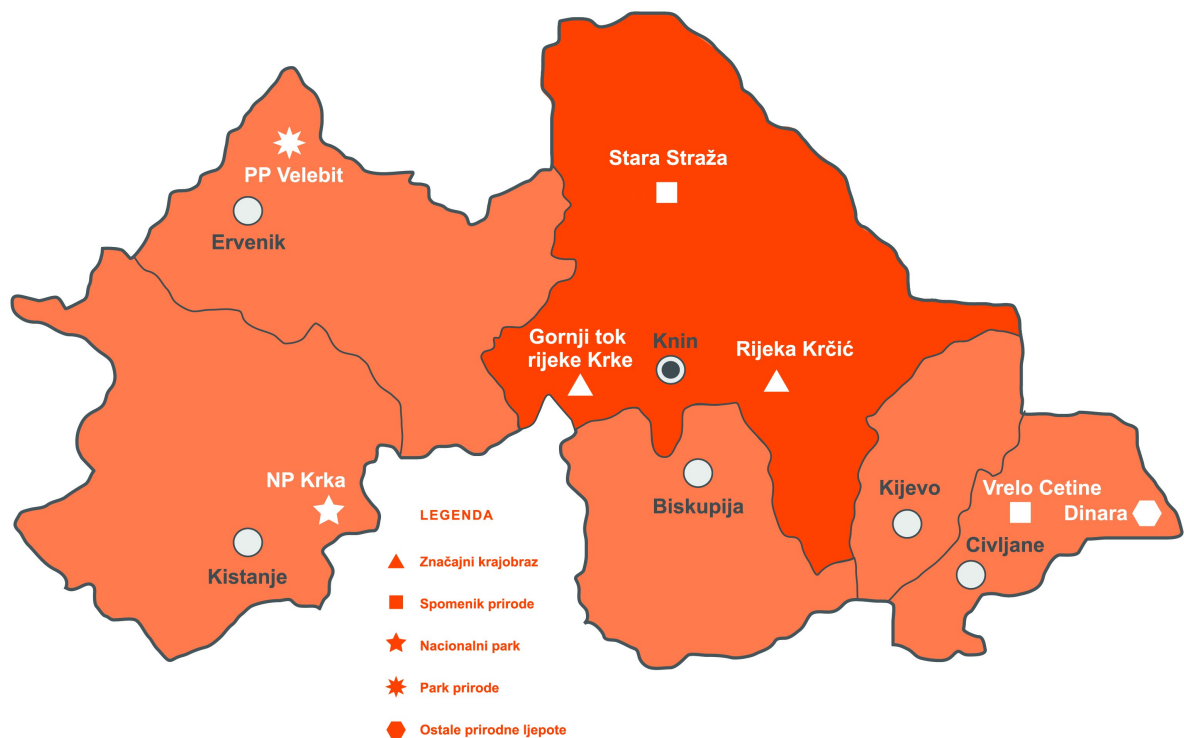 PP Velebit
Ervenik
Stara Straža
Gornji tok
rijeke Krke
Knin
Rijeka Krčić
NP Krka
Kistanje
Biskupija
Kijevo
Vrelo Cetine
Dinara
Civljane
LEGENDA
Značajni krajobraz
Spomenik prirode
Nacionalni park
Park prirode
Ostale prirodne ljepote